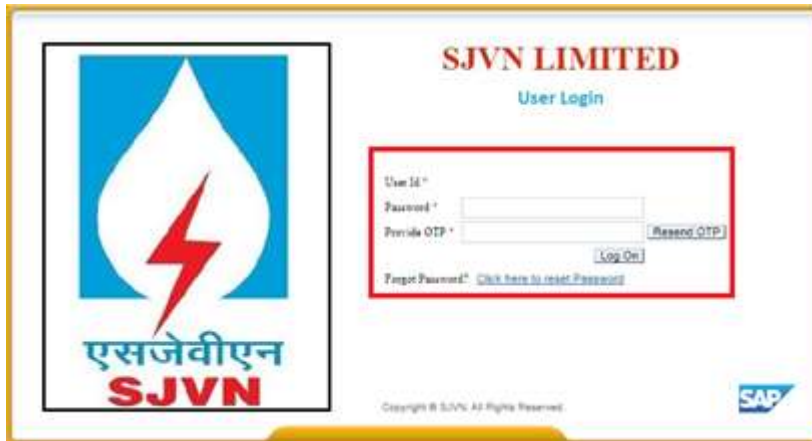 SJVN LIMITED
User Login
User Id *
Password *
Provide OTP * Resend OTP
Log On
Forgot Password? Click here to reset Password
एसजेवीएन
SJVN
Copyright © SJVN. All Rights Reserved.
SAP